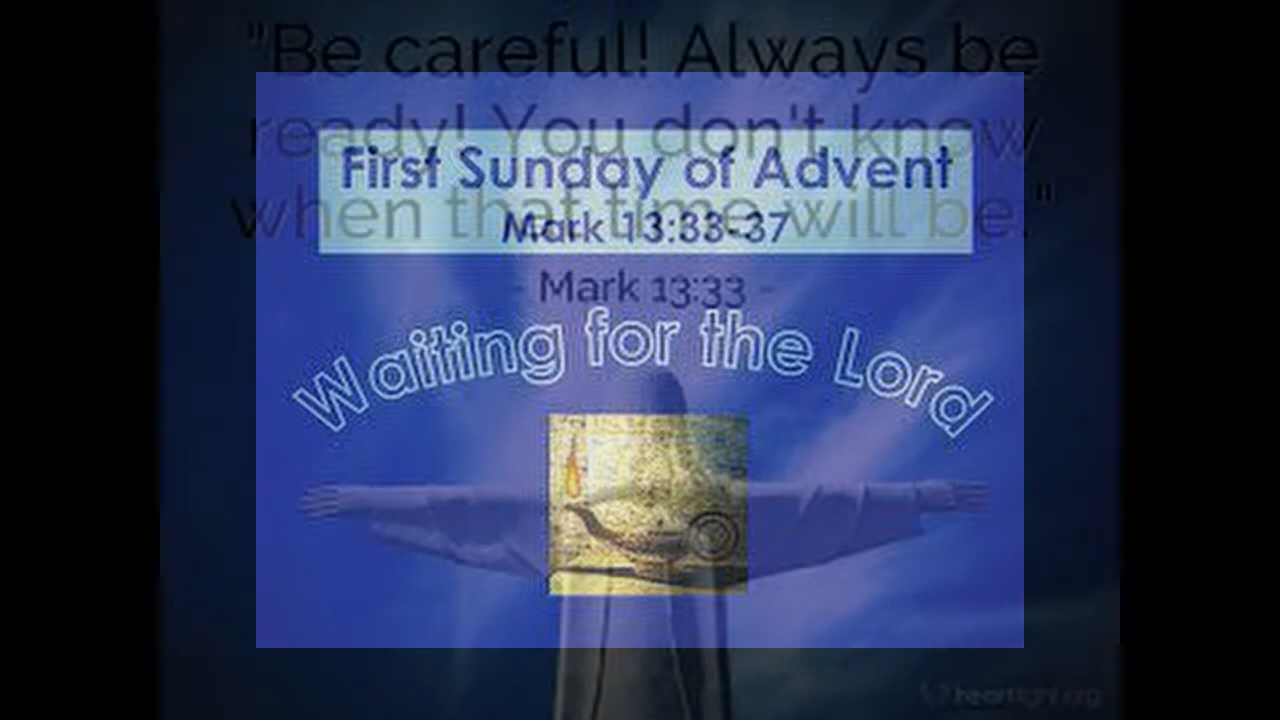 "Be careful! Always be
ready! You don't know
First Sunday of Advent
when that time will be."
Mark 13:33-37
- Mark 13:33 -
Waiting for the Lord
heartlight.org